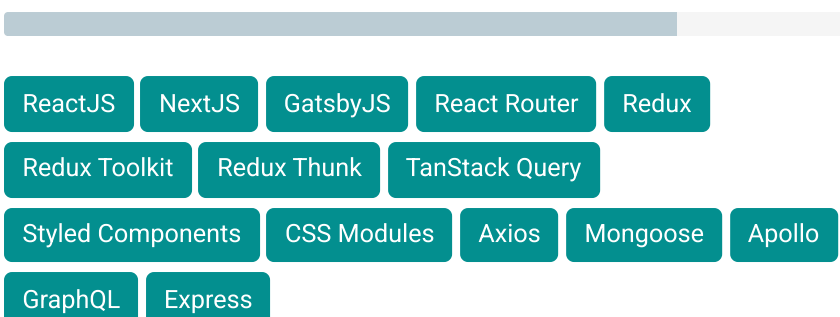 ReactJS NextJS GatsbyJS React Router Redux
Redux Toolkit Redux Thunk TanStack Query
Styled Components CSS Modules Axios Mongoose Apollo
GraphQL Express